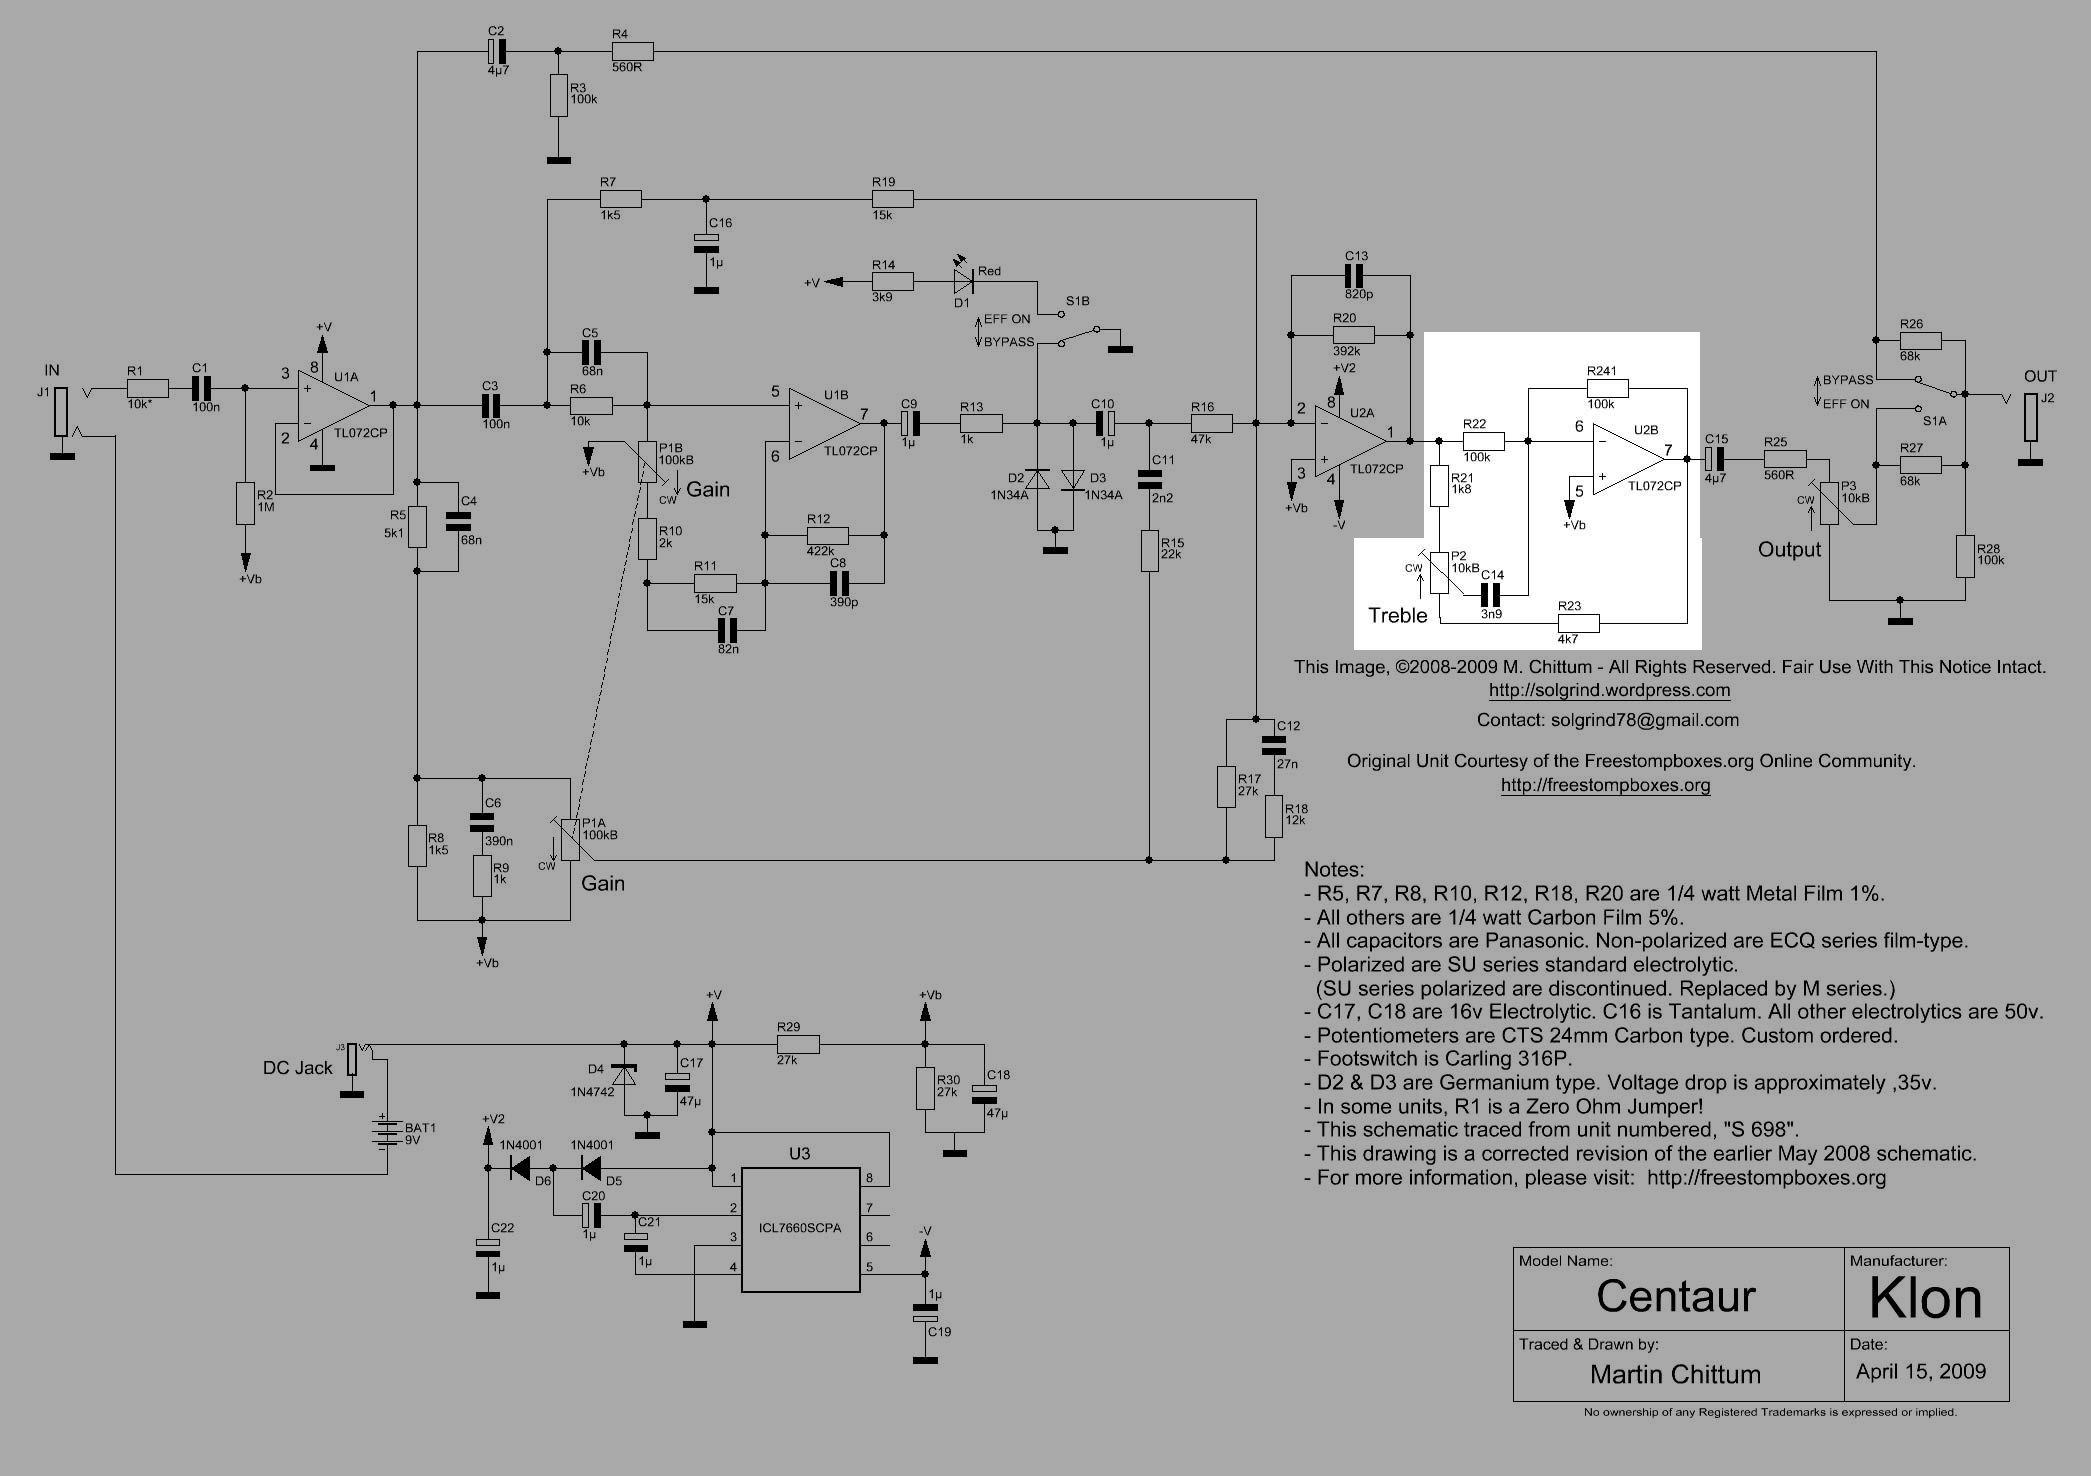 C2
4µ7
R4
560R
R3
100k
R7
1k5
C16
1µ
R19
15k
+V
R14
3k9
D1
Red
EFF ON
BYPASS
S1B
C13
820p
R20
392k
+V2
IN
J1
R1
10k*
C1
100n
R2
1M
+Vb
+V
3
8
U1A
1
+
−
2
4
TL072CP
C5
68n
C3
100n
R6
10k
+Vb
P1B
100kB
CW
Gain
R5
5k1
C4
68n
R10
2k
R11
15k
C7
82n
5
U1B
7
+
−
6
TL072CP
R12
422k
C8
390p
C9
1µ
R13
1k
D2
1N34A
D3
1N34A
C10
1µ
C11
2n2
R15
22k
R16
47k
2
8
U2A
1
−
+
3
4
TL072CP
+Vb
-V
R22
100k
R21
1k8
R241
100k
6
U2B
7
−
+
5
TL072CP
+Vb
P2
10kB
CW
Treble
C14
3n9
R23
4k7
C15
4µ7
R25
560R
P3
10kB
CW
Output
R26
68k
BYPASS
EFF ON
S1A
R27
68k
R28
100k
OUT
J2
This Image, ©2008-2009 M. Chittum - All Rights Reserved. Fair Use With This Notice Intact.
http://solgrind.wordpress.com
Contact: solgrind78@gmail.com
Original Unit Courtesy of the Freestompboxes.org Online Community.
http://freestompboxes.org
C12
27n
R17
27k
R18
12k
R8
1k5
C6
390n
R9
1k
P1A
100kB
CW
Gain
+Vb
Notes:
- R5, R7, R8, R10, R12, R18, R20 are 1/4 watt Metal Film 1%.
- All others are 1/4 watt Carbon Film 5%.
- All capacitors are Panasonic. Non-polarized are ECQ series film-type.
- Polarized are SU series standard electrolytic.
(SU series polarized are discontinued. Replaced by M series.)
- C17, C18 are 16v Electrolytic. C16 is Tantalum. All other electrolytics are 50v.
- Potentiometers are CTS 24mm Carbon type. Custom ordered.
- Footswitch is Carling 316P.
- D2 & D3 are Germanium type. Voltage drop is approximately ,35v.
- In some units, R1 is a Zero Ohm Jumper!
- This schematic traced from unit numbered, "S 698".
- This drawing is a corrected revision of the earlier May 2008 schematic.
- For more information, please visit: http://freestompboxes.org
+V
+Vb
R29
27k
J3
DC Jack
D4
1N4742
C17
47µ
R30
27k
C18
47µ
+
BAT1
9V
−
+V2
1N4001
D6
1N4001
D5
C20
1µ
C21
1µ
C22
1µ
U3
ICL7660SCPA
1
2
3
4
8
7
6
5
-V
1µ
C19
Model Name:
Centaur
Manufacturer:
Klon
Traced & Drawn by:
Martin Chittum
Date:
April 15, 2009
No ownership of any Registered Trademarks is expressed or implied.